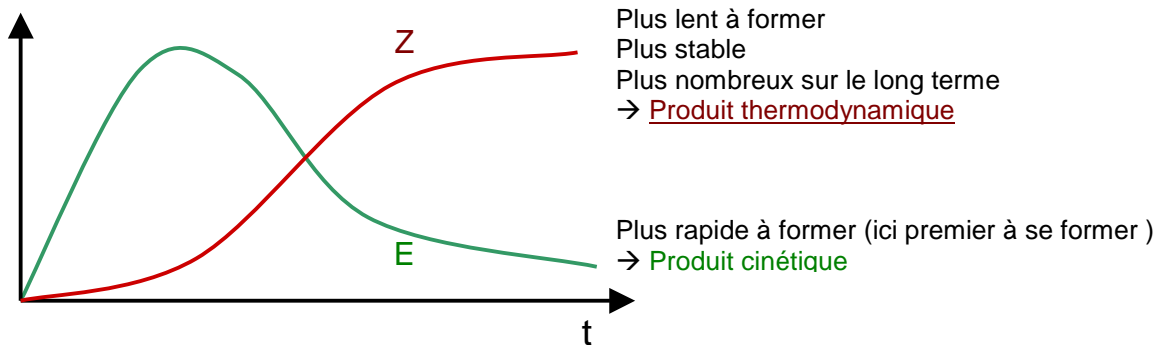 Plus lent à former
Z
Plus stable
Plus nombreux sur le long terme
→ Produit thermodynamique
Plus rapide à former (ici premier à se former )
E
→ Produit cinétique
t